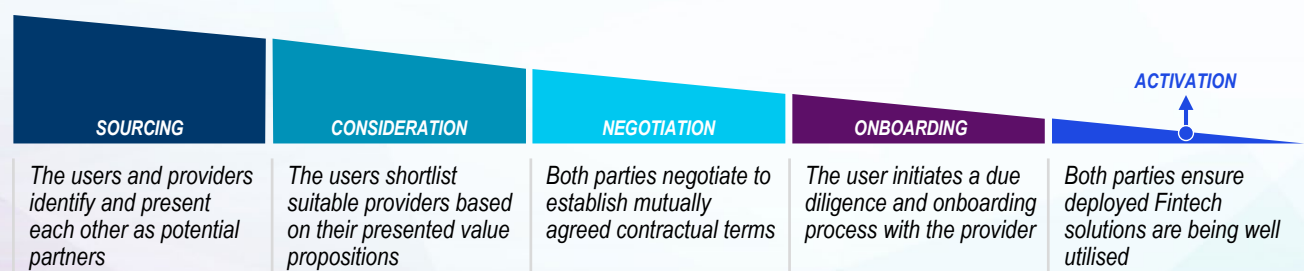 ACTIVATION
SOURCING
CONSIDERATION
NEGOTIATION
ONBOARDING
The users and providers
identify and present
each other as potential
partners
The users shortlist
suitable providers based
on their presented value
propositions
Both parties negotiate to
establish mutually
agreed contractual terms
The user initiates a due
diligence and onboarding
process with the provider
Both parties ensure
deployed Fintech
solutions are being well
utilised